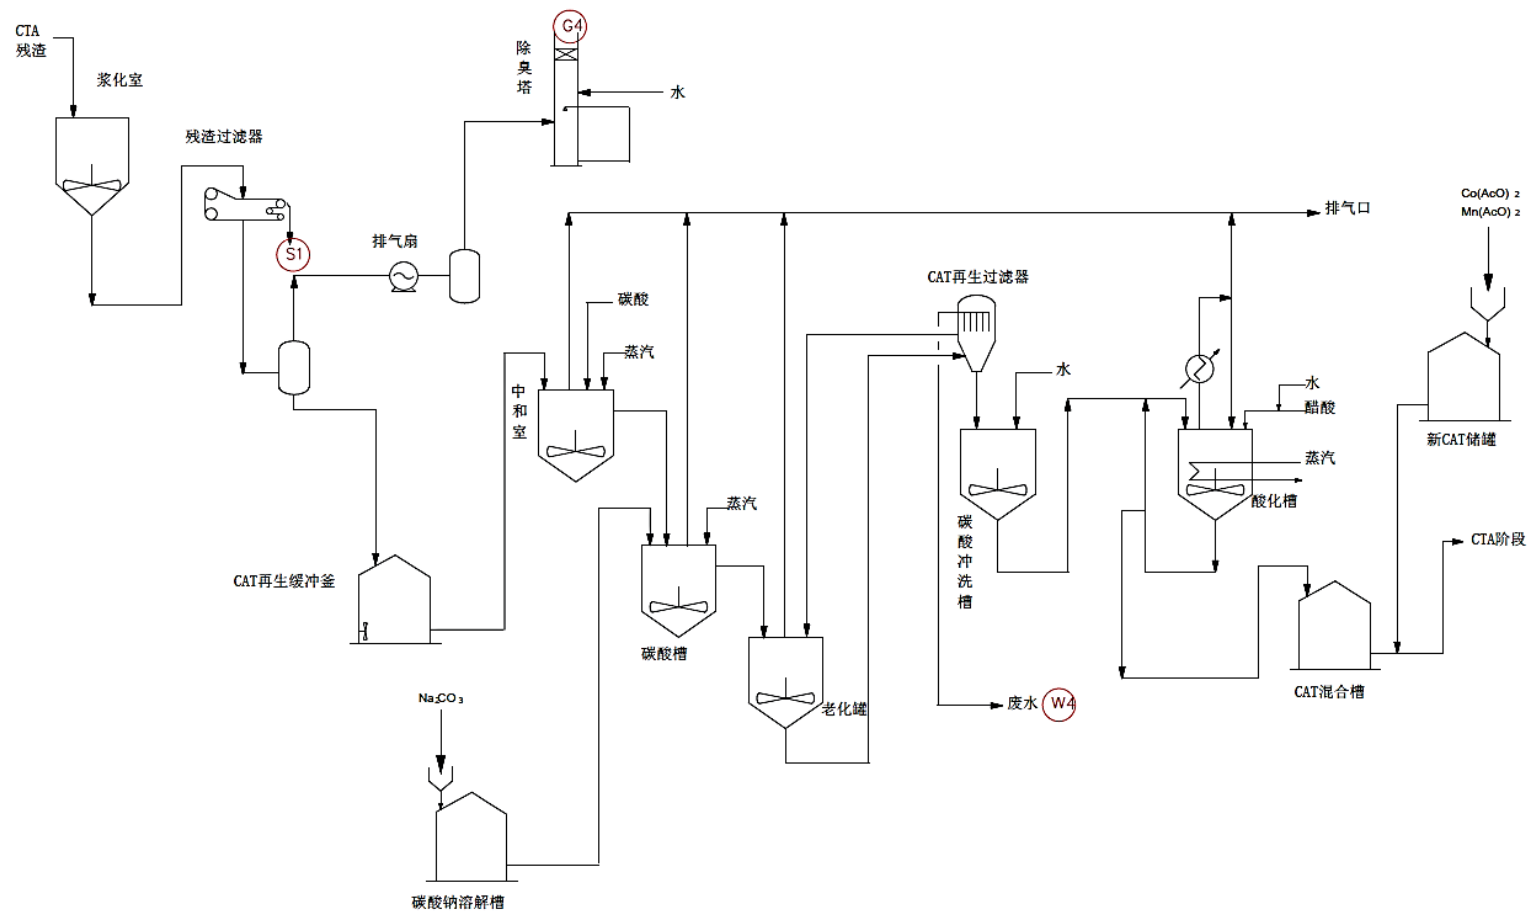 CTA
残渣
浆化室
残渣过滤器
S1
排气扇
除臭塔
G4
水
排气口
碳酸
蒸汽
中和室
CAT再生过滤器
水
Co(AcO) 2
Mn(AcO) 2
水
醋酸
蒸汽
酸化槽
新CAT储罐
CTA阶段
碳酸冲洗槽
蒸汽
CAT再生缓冲釜
碳酸槽
老化罐
废水
W4
CAT混合槽
Na2CO3
碳酸钠溶解槽